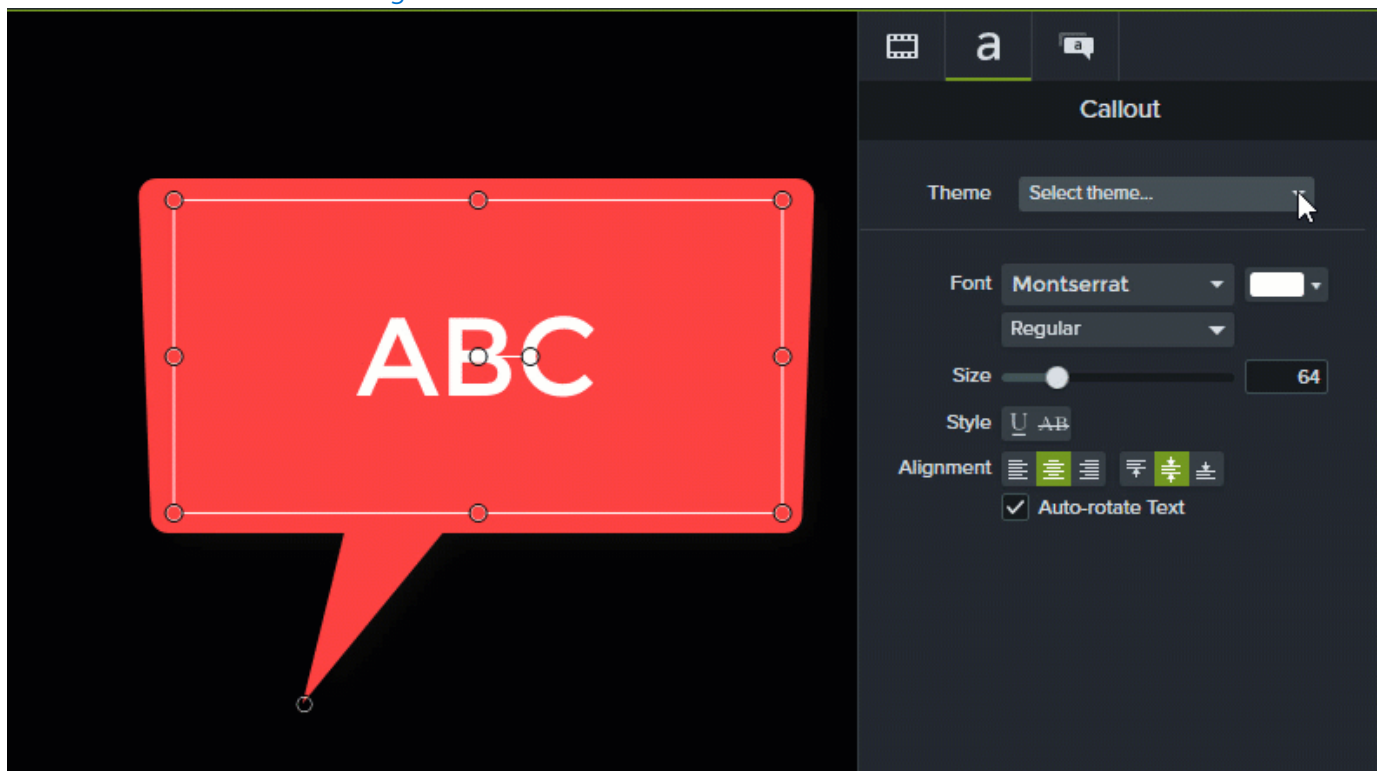 a
a
Callout
Theme Select theme...
ABC
Font Montserrat
Regular
Size 64
Style U AB
Alignment
Auto-rotate Text